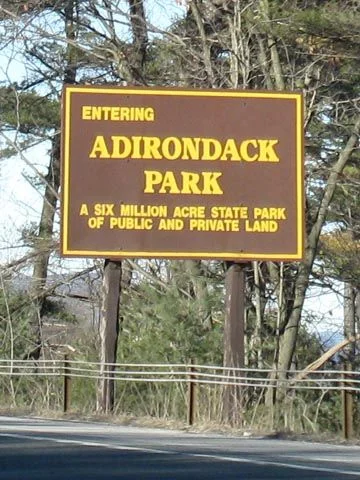 ENTERING
ADIRONDACK
PARK
A SIX MILLION ACRE STATE PARK
OF PUBLIC AND PRIVATE LAND